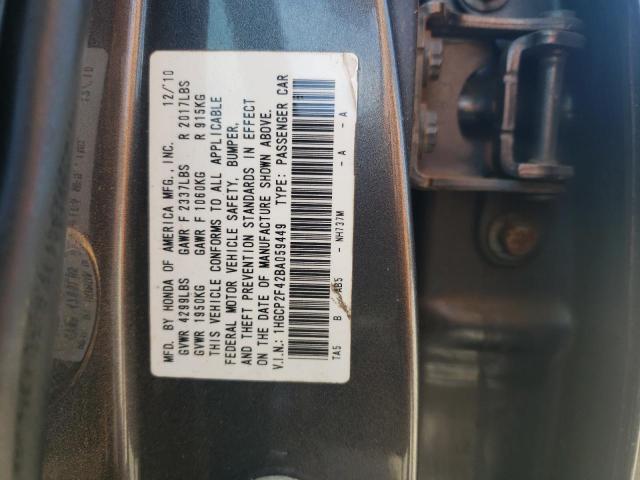 MFD. BY HONDA OF AMERICA MFG., INC. 12/10
GVWR 4299LBS GAWR F 2337LBS R 2017LBS
GVWR 1950KG GAWR F 1060KG R 915KG
THIS VEHICLE CONFORMS TO ALL APPLICABLE
FEDERAL MOTOR VEHICLE SAFETY, BUMPER,
AND THEFT PREVENTION STANDARDS IN EFFECT
ON THE DATE OF MANUFACTURE SHOWN ABOVE.
V.I.N.: 1HGCP2F42BA059449 TYPE: PASSENGER CAR
TA5 B AB5 NH737M A A